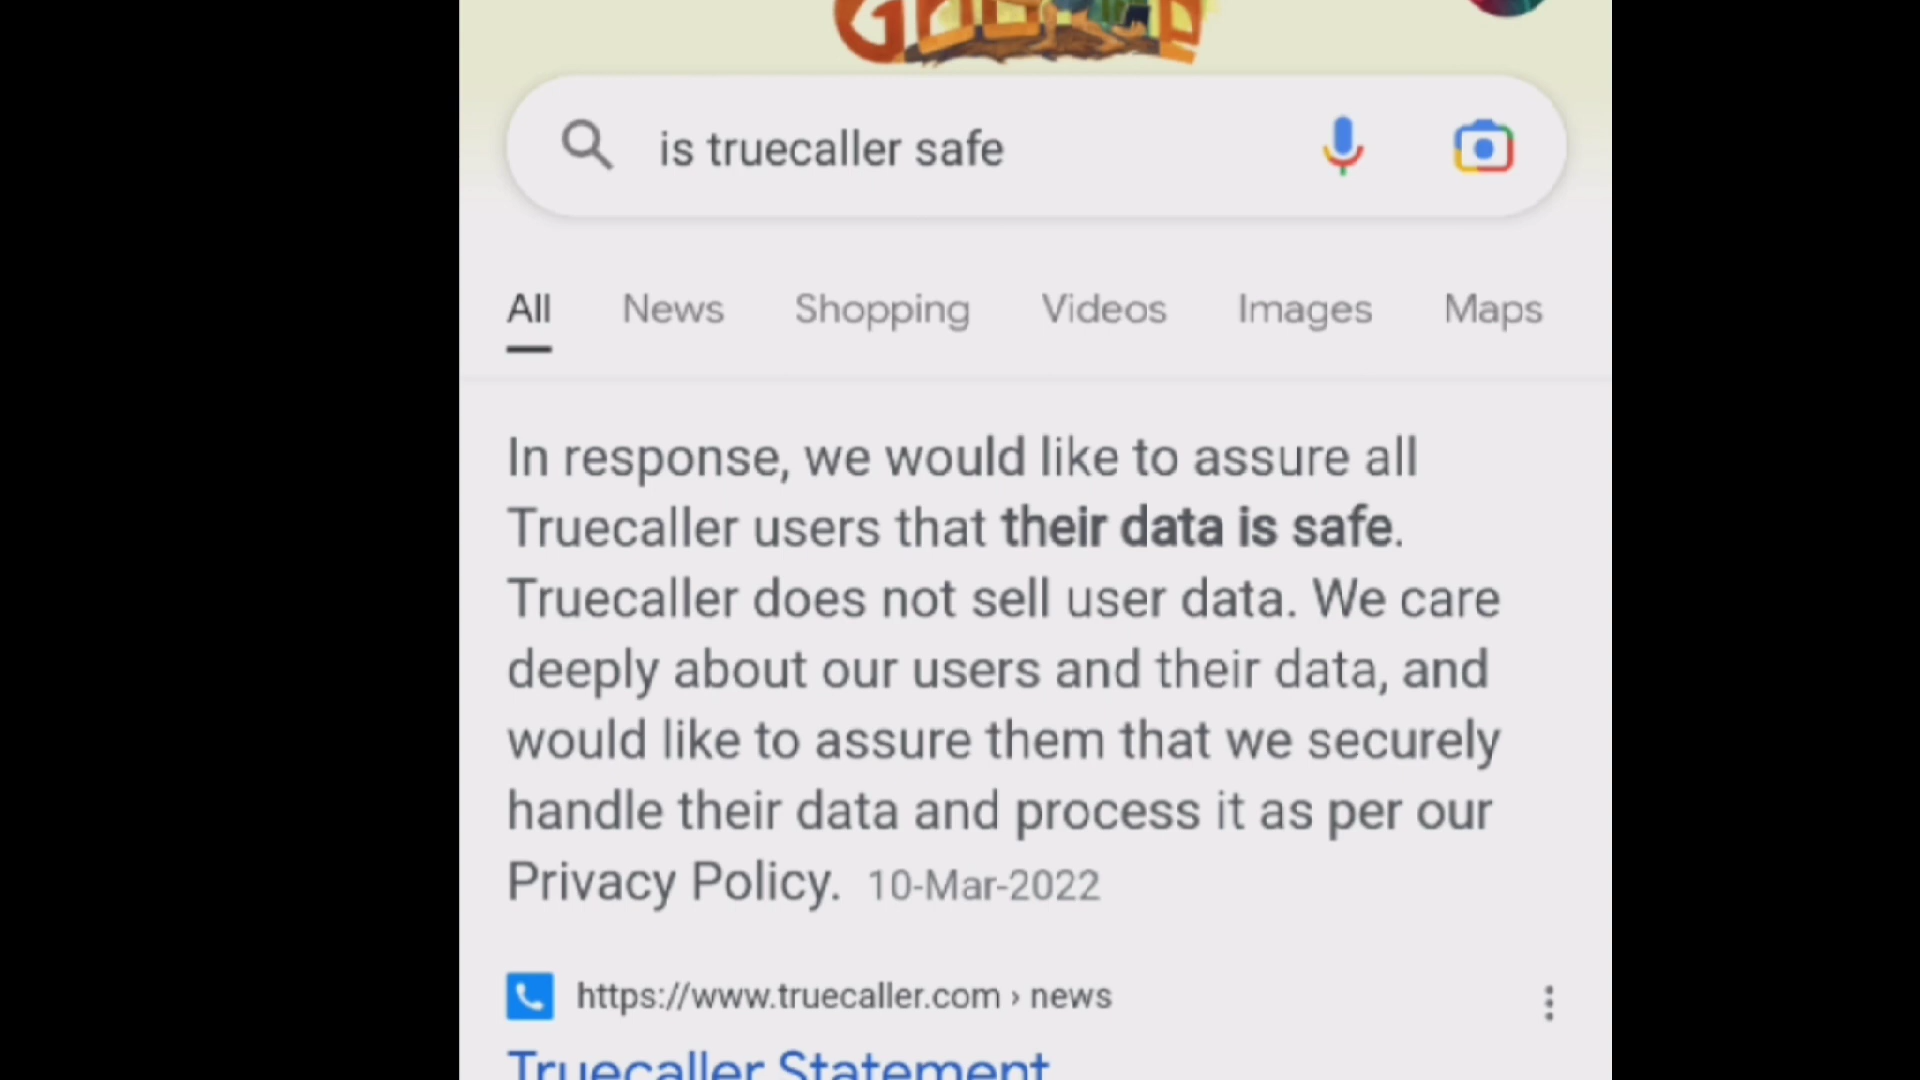 is truecaller safe
All News Shopping Videos Images Maps
In response, we would like to assure all
Truecaller users that their data is safe.
Truecaller does not sell user data. We care
deeply about our users and their data, and
would like to assure them that we securely
handle their data and process it as per our
Privacy Policy. 10-Mar-2022
https://www.truecaller.com › news
Truecaller Statement